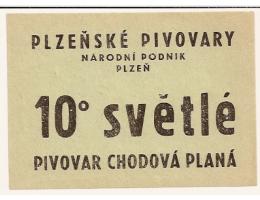 PLZEŇSKÉ PIVOVARY
NÁRODNÍ PODNIK
PLZEŇ
10° světlé
PIVOVAR CHODOVÁ PLANÁ